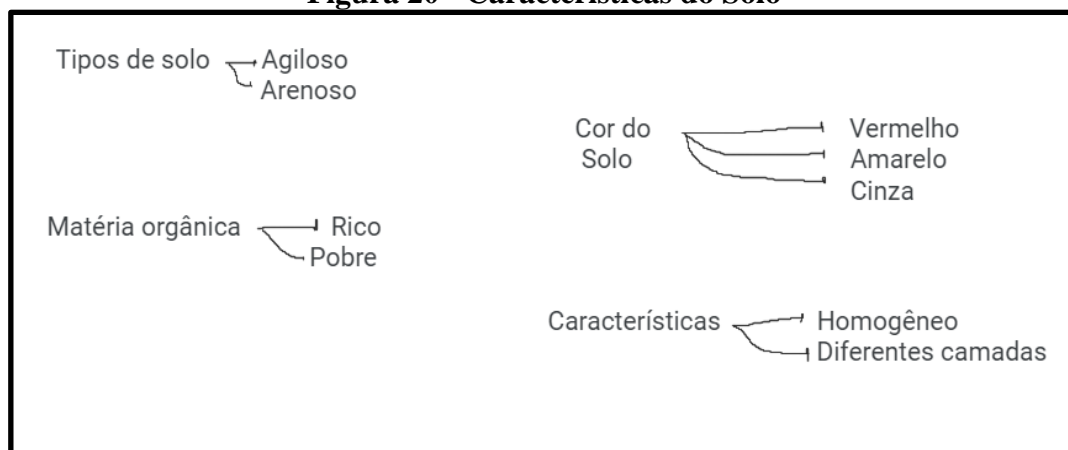 Figura 20 - Características do Solo
Tipos de solo
Agiloso
Arenoso
Cor do
Solo
Vermelho
Amarelo
Cinza
Matéria orgânica
Rico
Pobre
Características
Homogêneo
Diferentes camadas